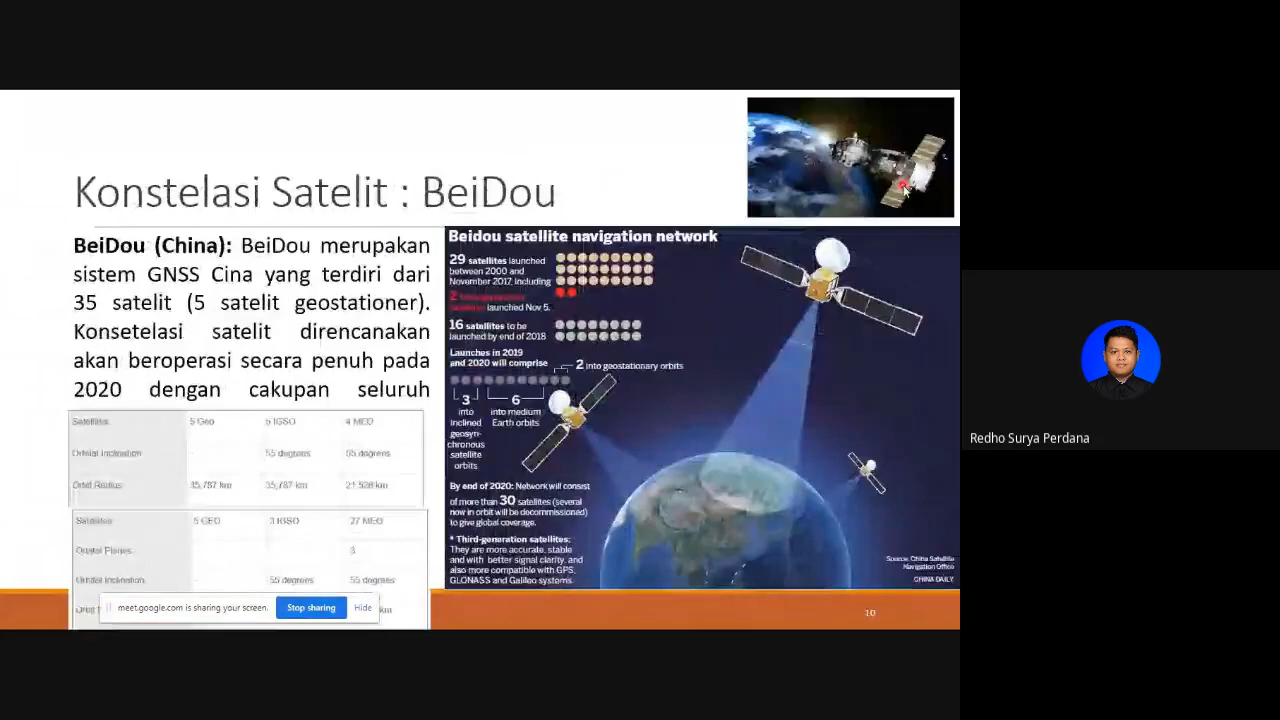 Konstelasi Satelit : BeiDou
BeiDou (China): BeiDou merupakan
sistem GNSS Cina yang terdiri dari
35 satelit (5 satelit geostationer).
Konsetelasi satelit direncanakan
akan beroperasi secara penuh pada
2020 dengan cakupan seluruh
Satellites 5 Geo 5 IGSO 4 MEO
Orbital Inclination - 55 degrees 55 degrees
Orbit Radius 35,787 km 35,787 km 21,528 km
Satellites 5 GEO 3 IGSO 27 MEO
Orbital Planes 3
Orbital Inclination - 55 degrees 55 degrees
km
meet.google.com is sharing your screen.
Stop sharing
Hide
Beidou satellite navigation network
29 satellites launched
between 2000 and
November 2017, including
2
launched Nov 5.
16 satellites to be
launched by end of 2018
Launches in 2019
and 2020 will comprise
2 into geostationary orbits
3
into
inclined
geosyn-
chronous
satellite
orbits
6
into medium
Earth orbits
By end of 2020: Network will consist
of more than 30 satellites (several
now in orbit will be decommissioned)
to give global coverage.
* Third-generation satellites:
They are more accurate, stable
and with better signal clarity, and
also more compatible with GPS,
GLONASS and Galileo systems.
Source: China Satellite
Navigation Office
CHINA DAILY
10
Redho Surya Perdana